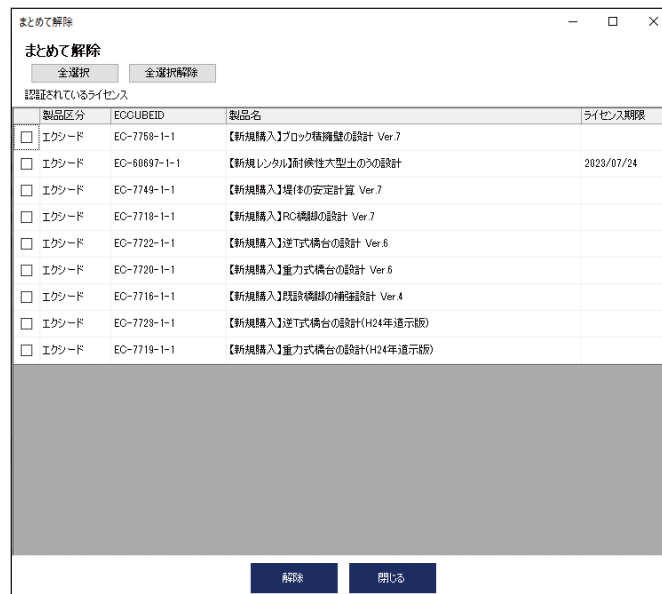 まとめて解除
まとめて解除
全選択 全選択解除
認証されているライセンス
製品区分 ECCUBEID 製品名 ライセンス期限
エクシード EC-7758-1-1 【新規購入】ブロック積擁壁の設計 Ver.7
エクシード EC-60697-1-1 【新規レンタル】耐候性大型土のうの設計 2023/07/24
エクシード EC-7749-1-1 【新規購入】堤体の安定計算 Ver.7
エクシード EC-7718-1-1 【新規購入】RC橋脚の設計 Ver.7
エクシード EC-7722-1-1 【新規購入】逆T式橋台の設計 Ver.6
エクシード EC-7720-1-1 【新規購入】重力式橋台の設計 Ver.6
エクシード EC-7716-1-1 【新規購入】既設橋脚の補強設計 Ver.4
エクシード EC-7723-1-1 【新規購入】逆T式橋台の設計(H24年道示版)
エクシード EC-7719-1-1 【新規購入】重力式橋台の設計(H24年道示版)
解除 閉じる